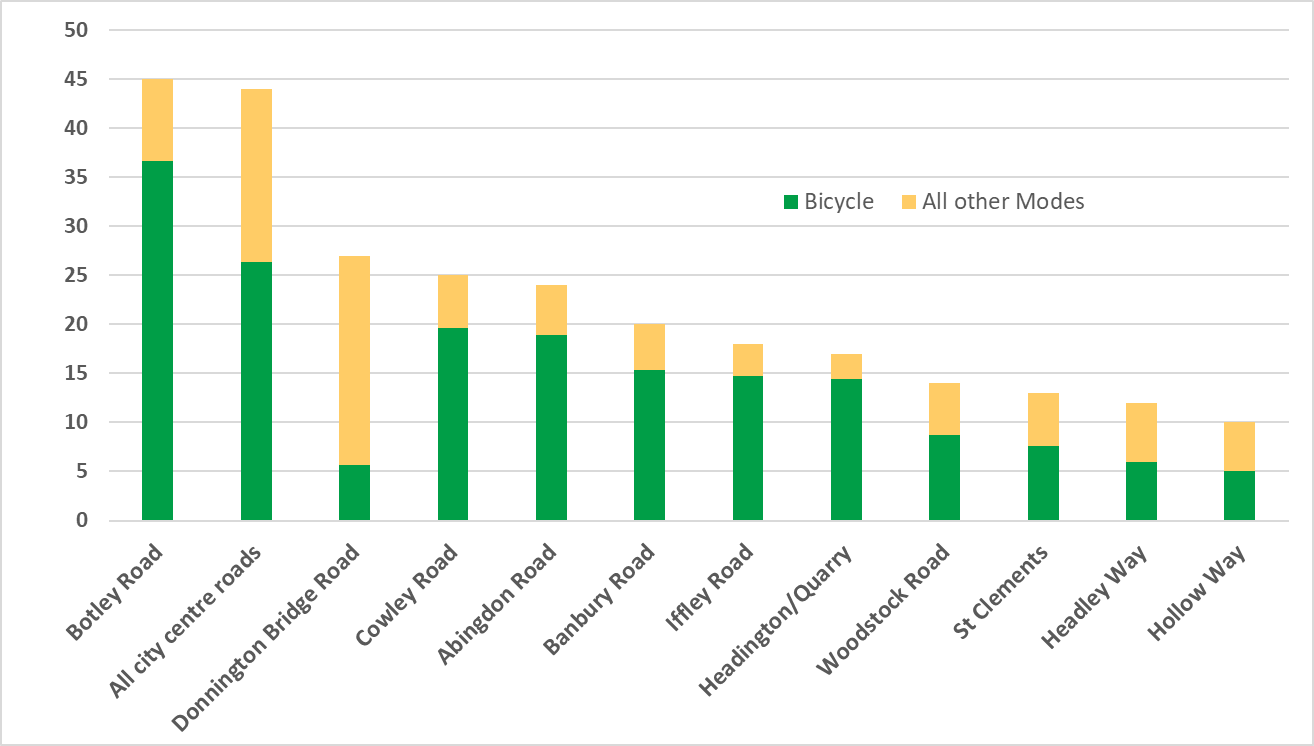 50
45
40
35
30
25
20
15
10
5
0
Bicycle
All other Modes
Botley Road
All city centre roads
Donnington Bridge Road
Cowley Road
Abingdon Road
Banbury Road
Iffley Road
Headington/Quarry
Woodstock Road
St Clements
Headley Way
Hollow Way